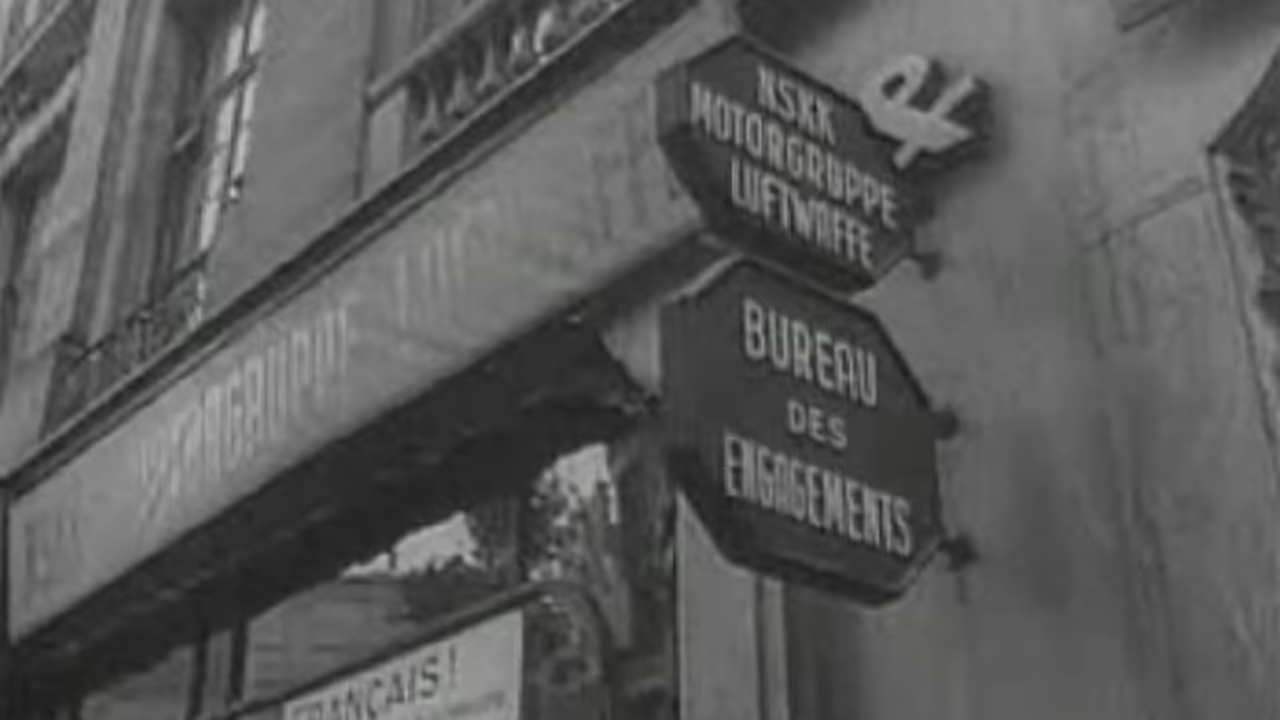 NSKK
MOTORGRUPPE
LUFTWAFFE
BUREAU
DES
ENGAGEMENTS
FRANÇAIS!